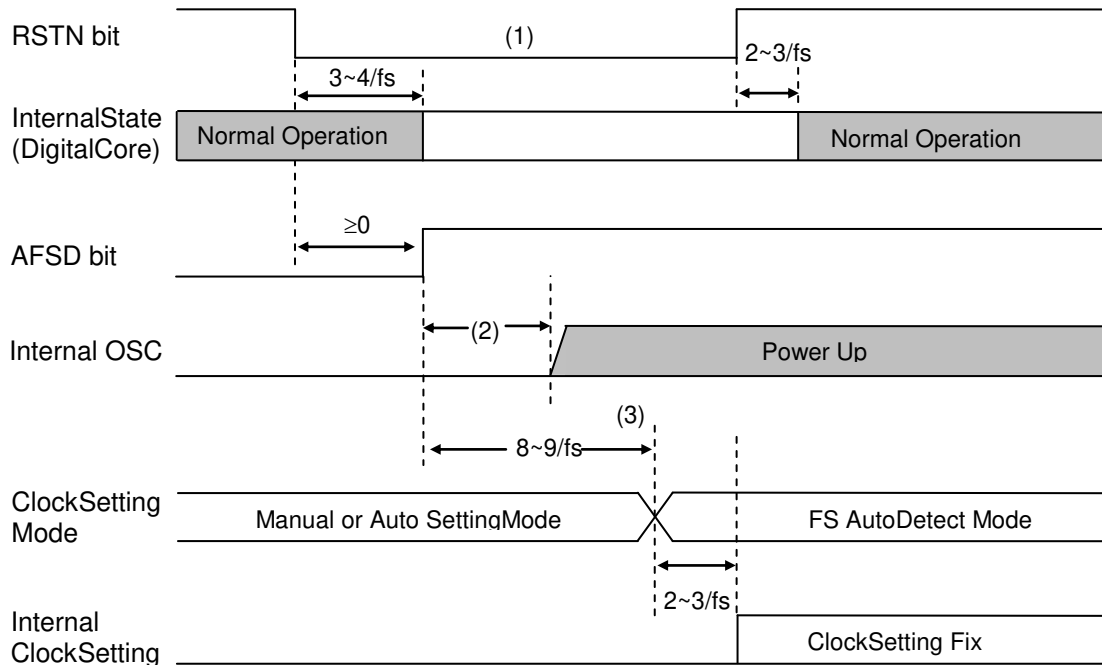 RSTN bit
(1)
2~3/fs
3~4/fs
InternalState
(DigitalCore)
Normal Operation
Normal Operation
≥0
AFSD bit
(2)
Internal OSC
Power Up
(3)
8~9/fs
ClockSetting
Mode
Manual or Auto SettingMode
FS AutoDetect Mode
2~3/fs
Internal
ClockSetting
ClockSetting Fix